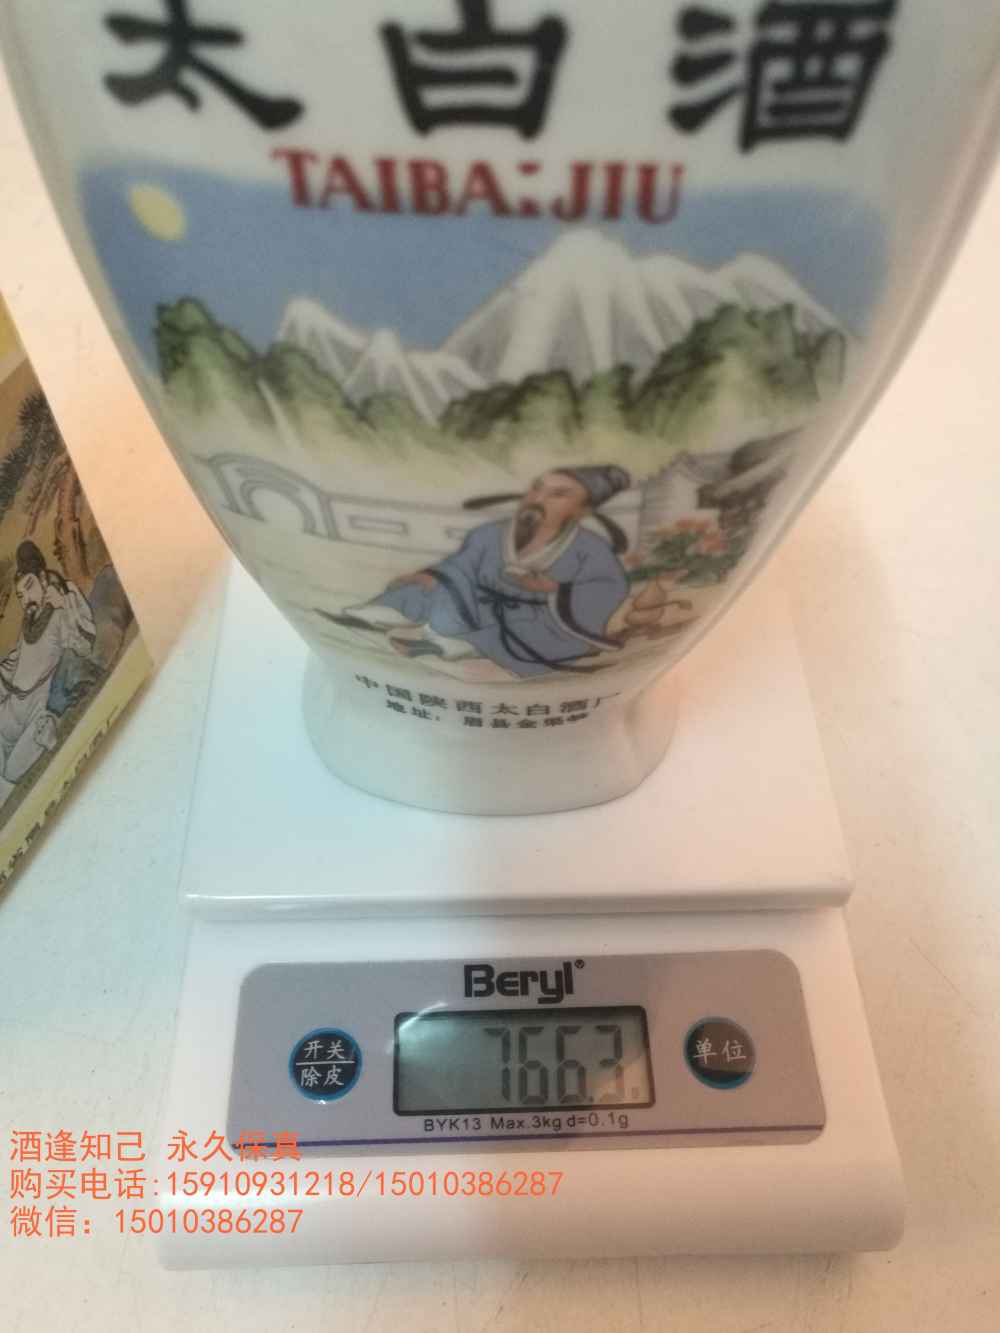 太白酒
TAIBAI JIU
中国陕西太白酒厂
地址：眉县金渠
Beryl®
开关
除皮
766.3 g
单位
BYK13 Max.3kg d=0.1g
酒逢知己 永久保真
购买电话:15910931218/15010386287
微信：15010386287